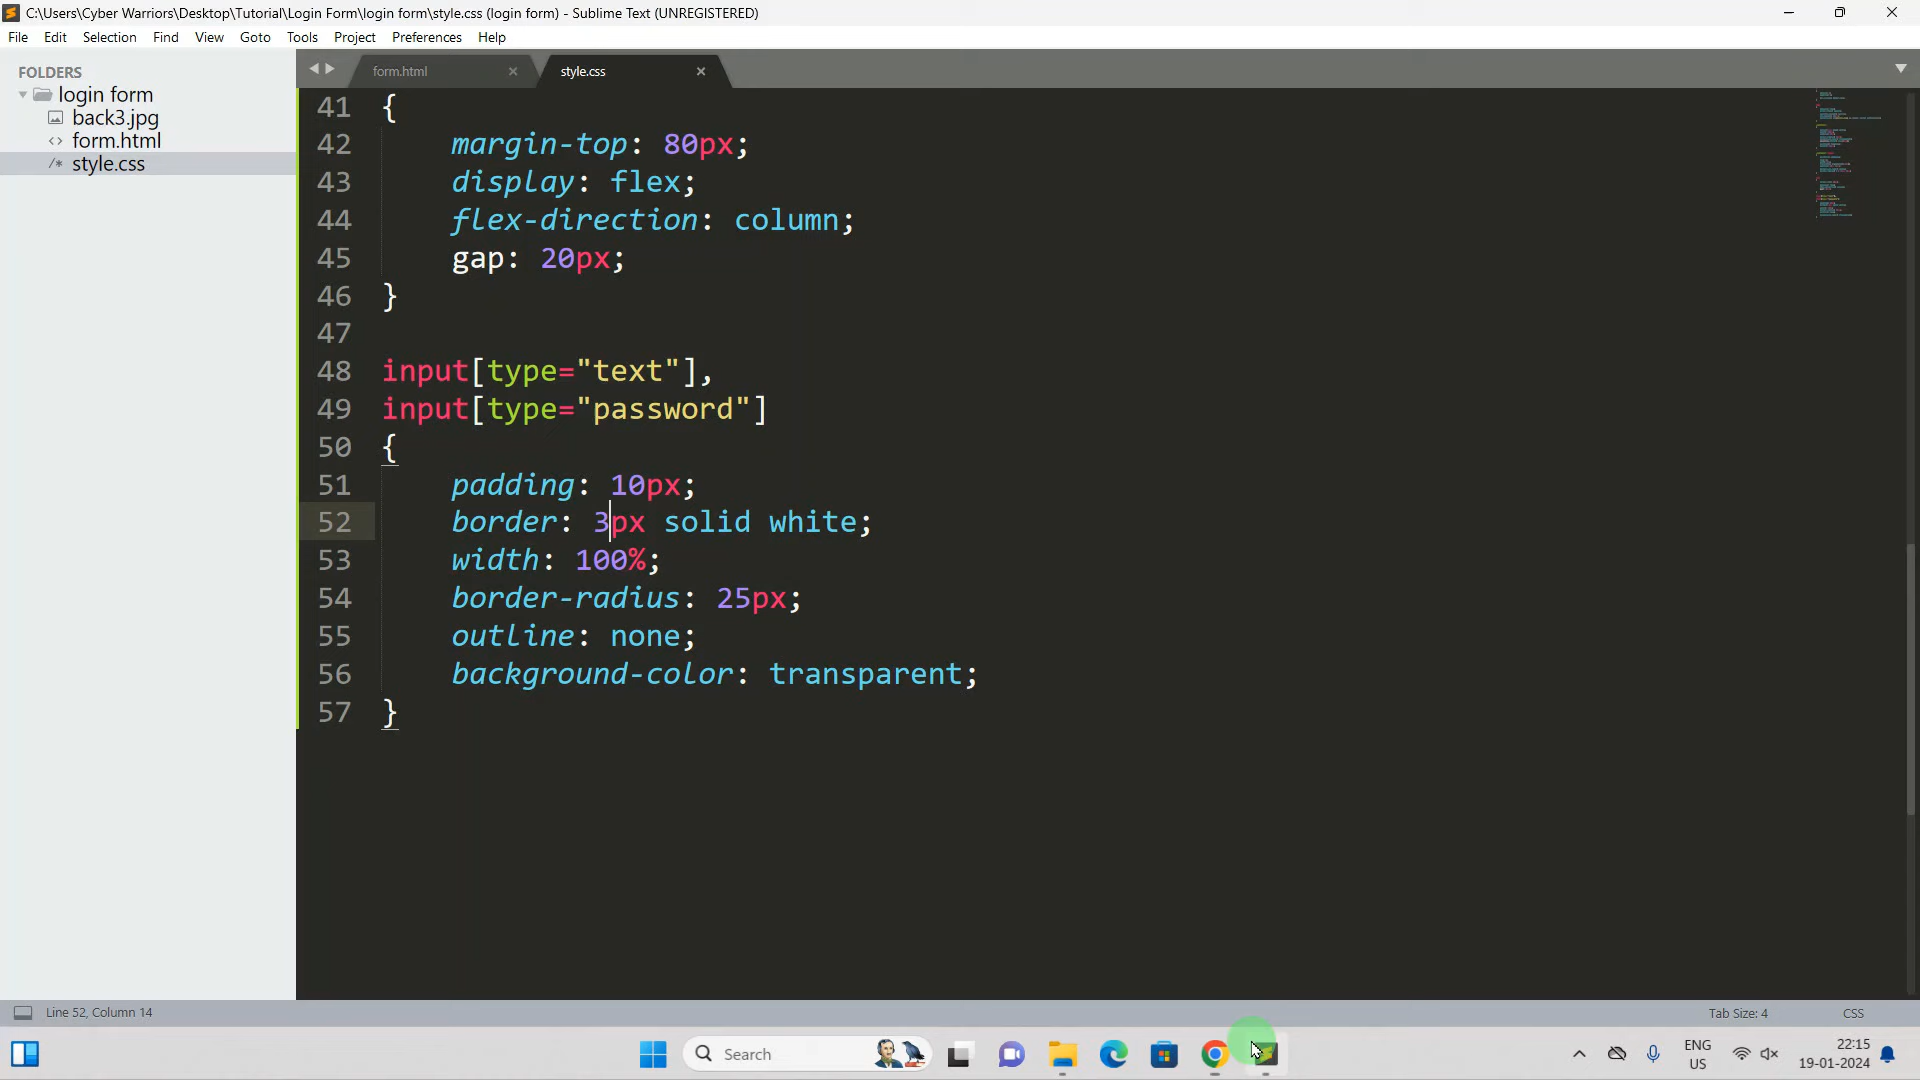 C:\Users\Cyber Warriors\Desktop\Tutorial\Login Form\login form\style.css (login form) - Sublime Text (UNREGISTERED)
File Edit Selection Find View Goto Tools Project Preferences Help
FOLDERS
login form
back3.jpg
form.html
style.css
form.html
style.css
41 {
42 margin-top: 80px;
43 display: flex;
44 flex-direction: column;
45 gap: 20px;
46 }
47
48 input[type="text"],
49 input[type="password"]
50 {
51 padding: 10px;
52 border: 3px solid white;
53 width: 100%;
54 border-radius: 25px;
55 outline: none;
56 background-color: transparent;
57 }
Line 52, Column 14
Tab Size: 4
CSS
Search
ENG
US
22:15
19-01-2024